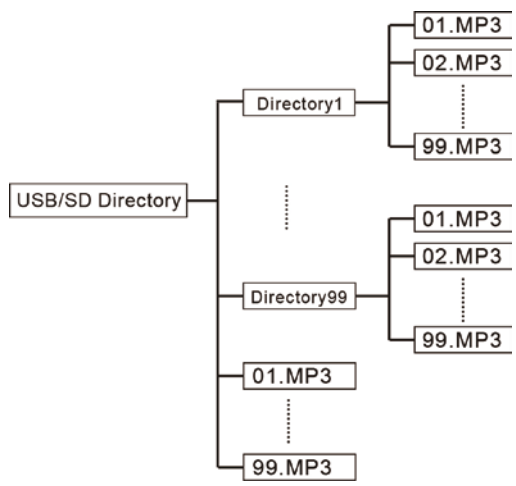 01.MP3
02.MP3
Directory1
99.MP3
USB/SD Directory
01.MP3
02.MP3
Directory99
99.MP3
01.MP3
99.MP3